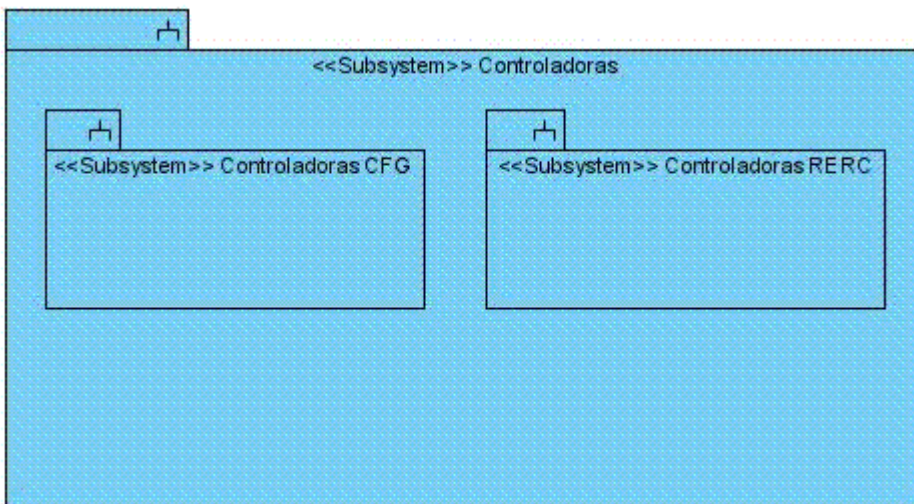 <<Subsystem>> Controladoras
<<Subsystem>> Controladoras CFG
<<Subsystem>> Controladoras RERC